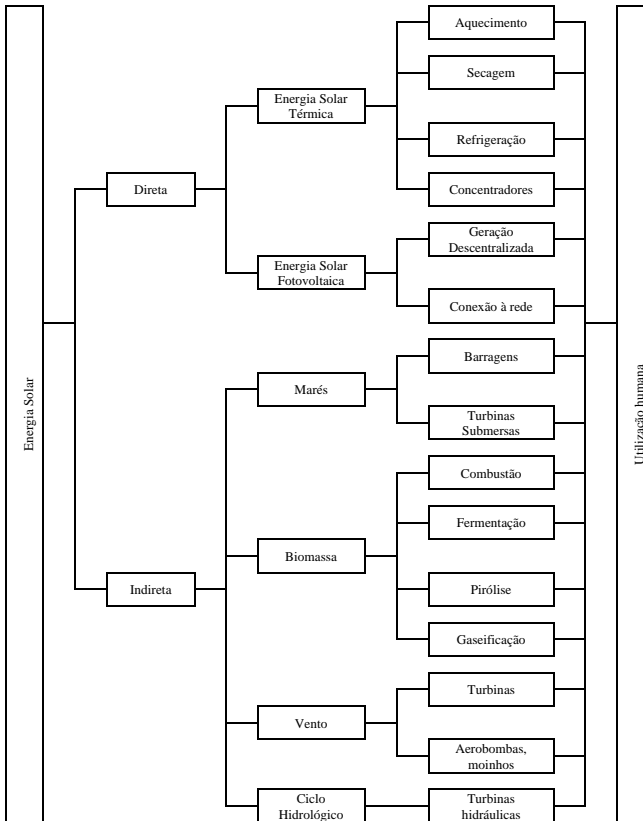 Energia Solar
Direta
Energia Solar
Térmica
Aquecimento
Secagem
Refrigeração
Concentradores
Energia Solar
Fotovoltaica
Geração
Descentralizada
Conexão à rede
Indireta
Marés
Barragens
Turbinas
Submersas
Biomassa
Combustão
Fermentação
Pirólise
Gaseificação
Vento
Turbinas
Aerobombas,
moinhos
Ciclo
Hidrológico
Turbinas
hidráulicas
Utilização humana